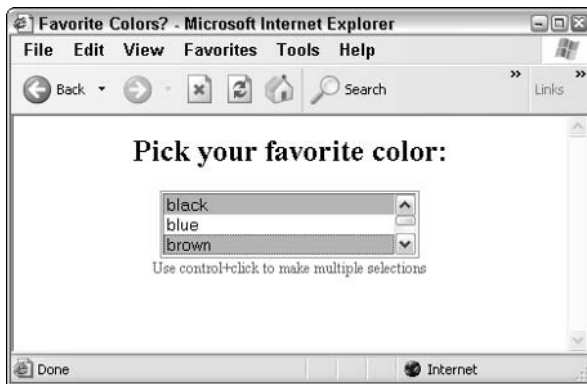 Favorite Colors? - Microsoft Internet Explorer
File Edit View Favorites Tools Help
Back Search » Links »
Pick your favorite color:
black
blue
brown
Use control+click to make multiple selections
Done Internet